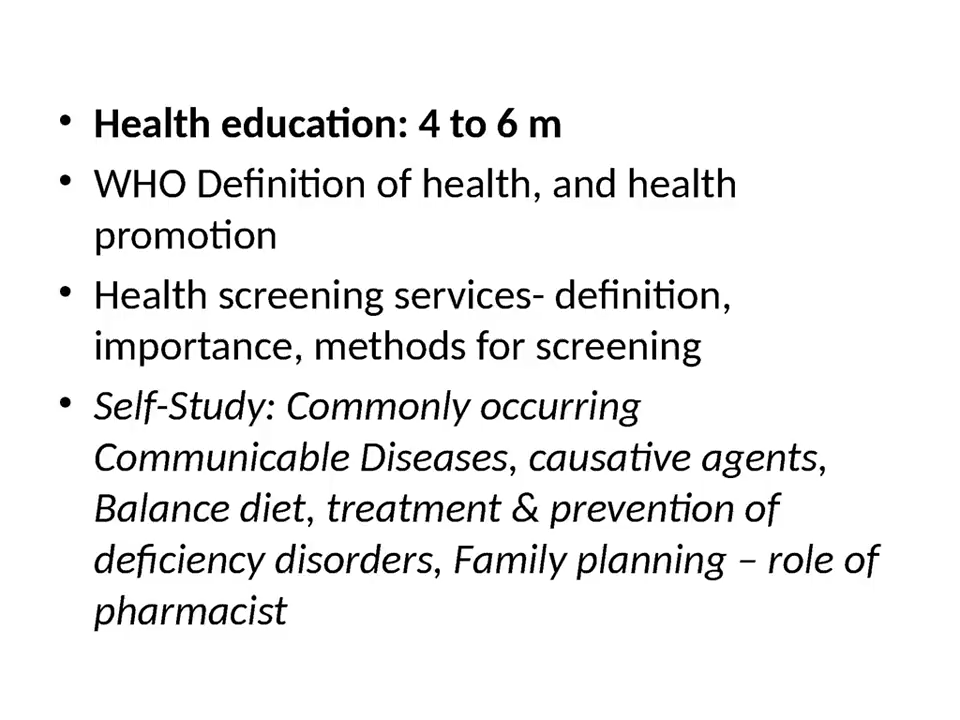 • Health education: 4 to 6 m
• WHO Definition of health, and health
promotion
• Health screening services- definition,
importance, methods for screening
• Self-Study: Commonly occurring
Communicable Diseases, causative agents,
Balance diet, treatment & prevention of
deficiency disorders, Family planning – role of
pharmacist